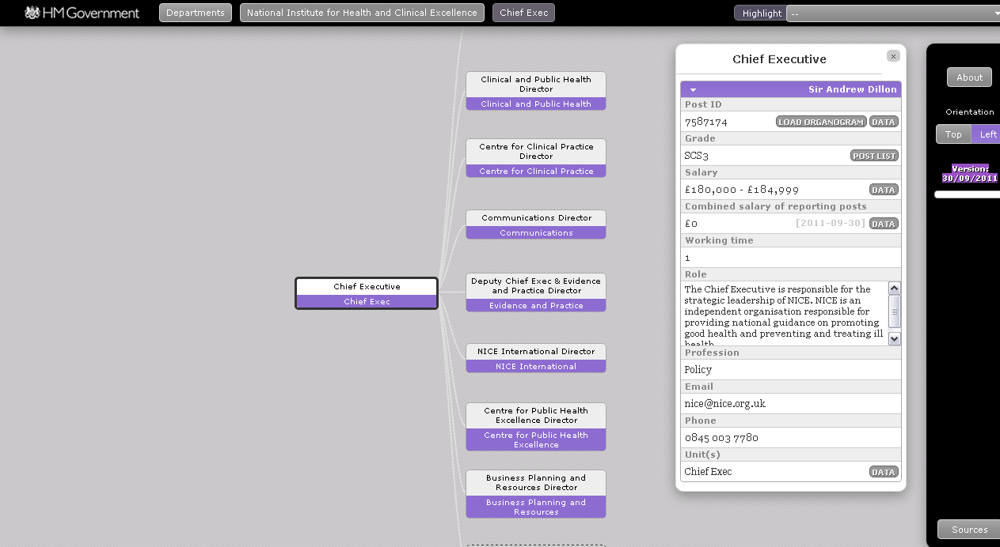 HM Government
Departments
National Institute for Health and Clinical Excellence
Chief Exec
Highlight
--
Clinical and Public Health
Director
Clinical and Public Health
Centre for Clinical Practice
Director
Centre for Clinical Practice
Communications Director
Communications
Chief Executive
Chief Exec
Deputy Chief Exec & Evidence
and Practice Director
Evidence and Practice
NICE International Director
NICE International
Centre for Public Health
Excellence Director
Centre for Public Health
Excellence
Business Planning and
Resources Director
Business Planning and
Resources
Chief Executive
×
Sir Andrew Dillon
Post ID
7587174 LOAD ORGANOGRAM DATA
Grade
SCS3 POST LIST
Salary
£180,000 - £184,999 DATA
Combined salary of reporting posts
£0 [2011-09-30] DATA
Working time
1
Role
The Chief Executive is responsible for the
strategic leadership of NICE. NICE is an
independent organisation responsible for
providing national guidance on promoting
good health and preventing and treating ill
health
Profession
Policy
Email
nice@nice.org.uk
Phone
0845 003 7780
Unit(s)
Chief Exec DATA
About
Orientation
Top Left
Version:
30/09/2011
Sources